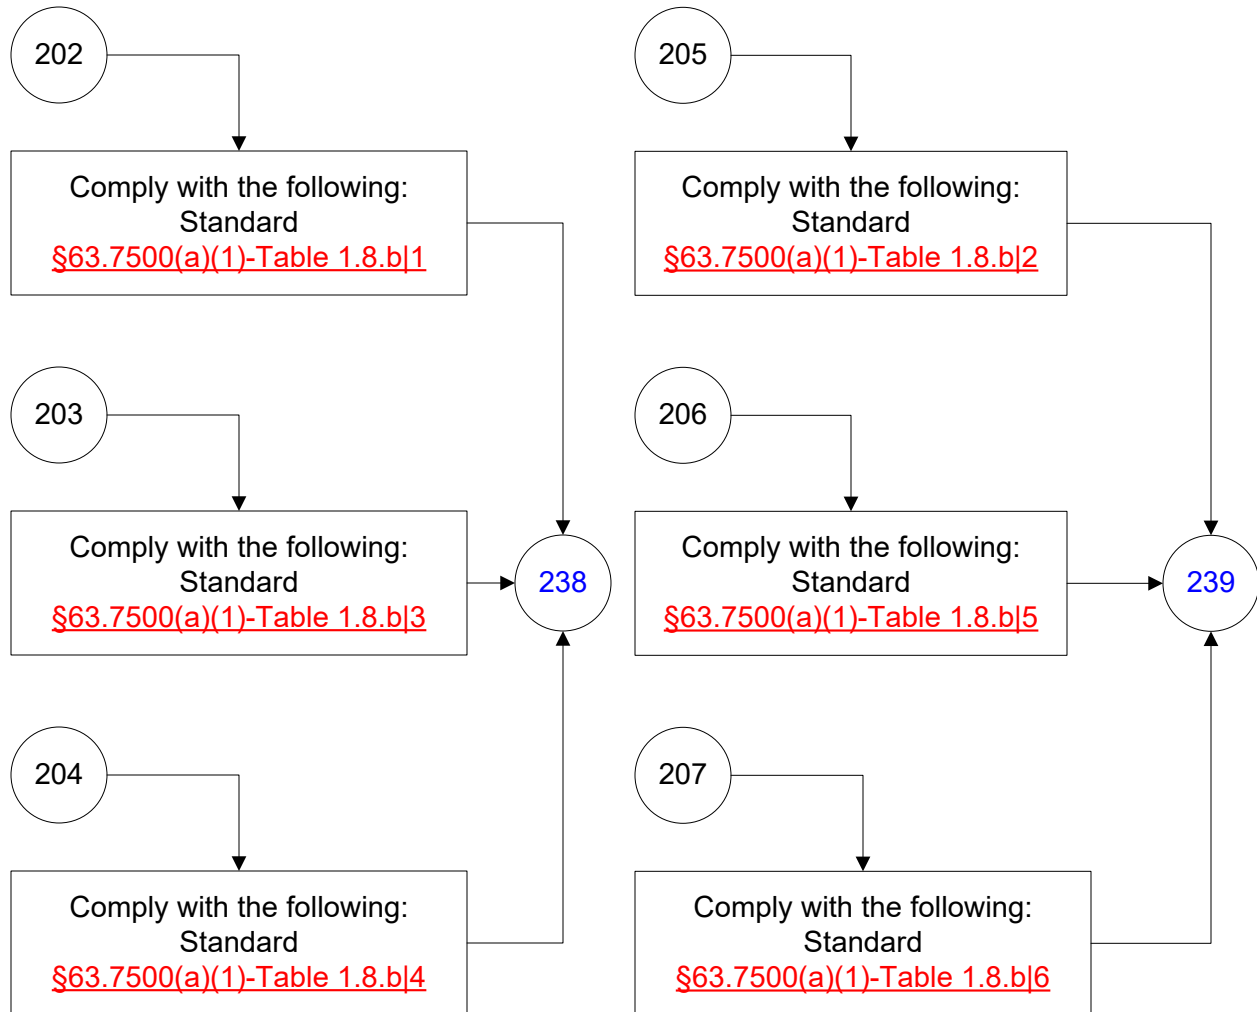 202
Comply with the following:
Standard
§63.7500(a)(1)-Table 1.8.b|1
203
Comply with the following:
Standard
§63.7500(a)(1)-Table 1.8.b|3
238
204
Comply with the following:
Standard
§63.7500(a)(1)-Table 1.8.b|4
205
Comply with the following:
Standard
§63.7500(a)(1)-Table 1.8.b|2
206
Comply with the following:
Standard
§63.7500(a)(1)-Table 1.8.b|5
239
207
Comply with the following:
Standard
§63.7500(a)(1)-Table 1.8.b|6